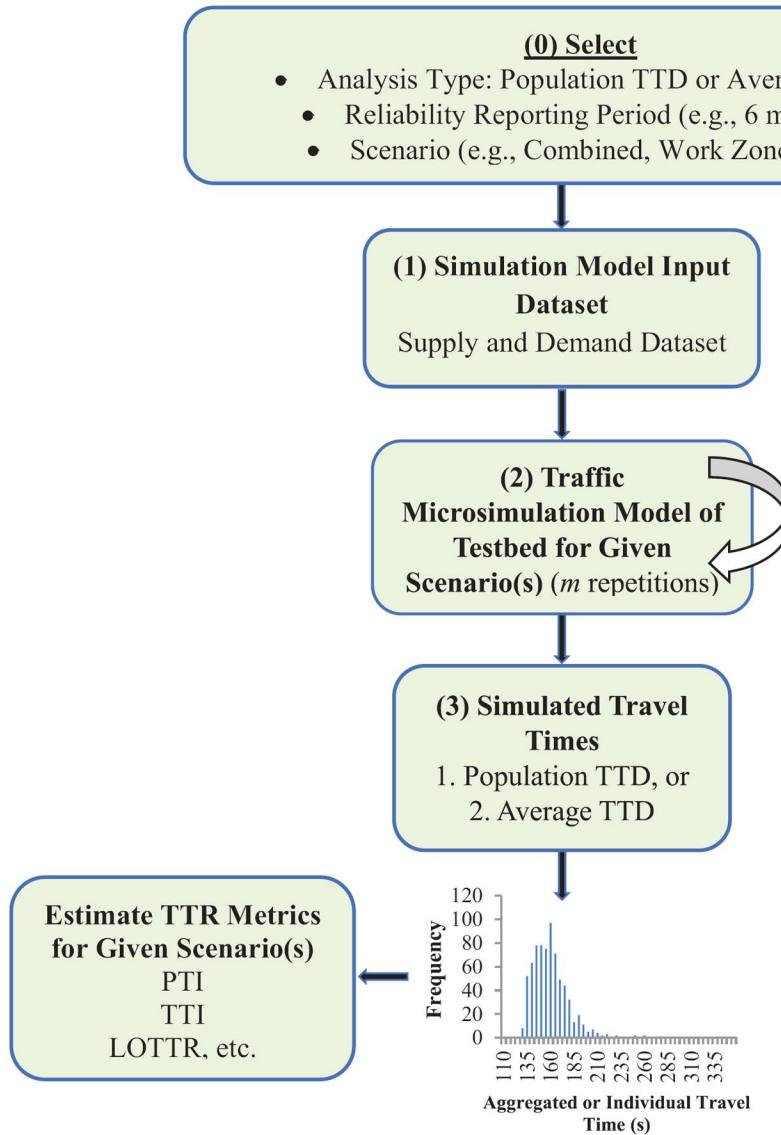 (0) Select
• Analysis Type: Population TTD or Aver
• Reliability Reporting Period (e.g., 6 m
• Scenario (e.g., Combined, Work Zone
(1) Simulation Model Input
Dataset
Supply and Demand Dataset
(2) Traffic
Microsimulation Model of
Testbed for Given
Scenario(s) (m repetitions)
(3) Simulated Travel
Times
1. Population TTD, or
2. Average TTD
Estimate TTR Metrics
for Given Scenario(s)
PTI
TTI
LOTTR, etc.
Frequency
120
100
80
60
40
20
0
110 135 160 185 210 235 260 285 310 335
Aggregated or Individual Travel
Time (s)